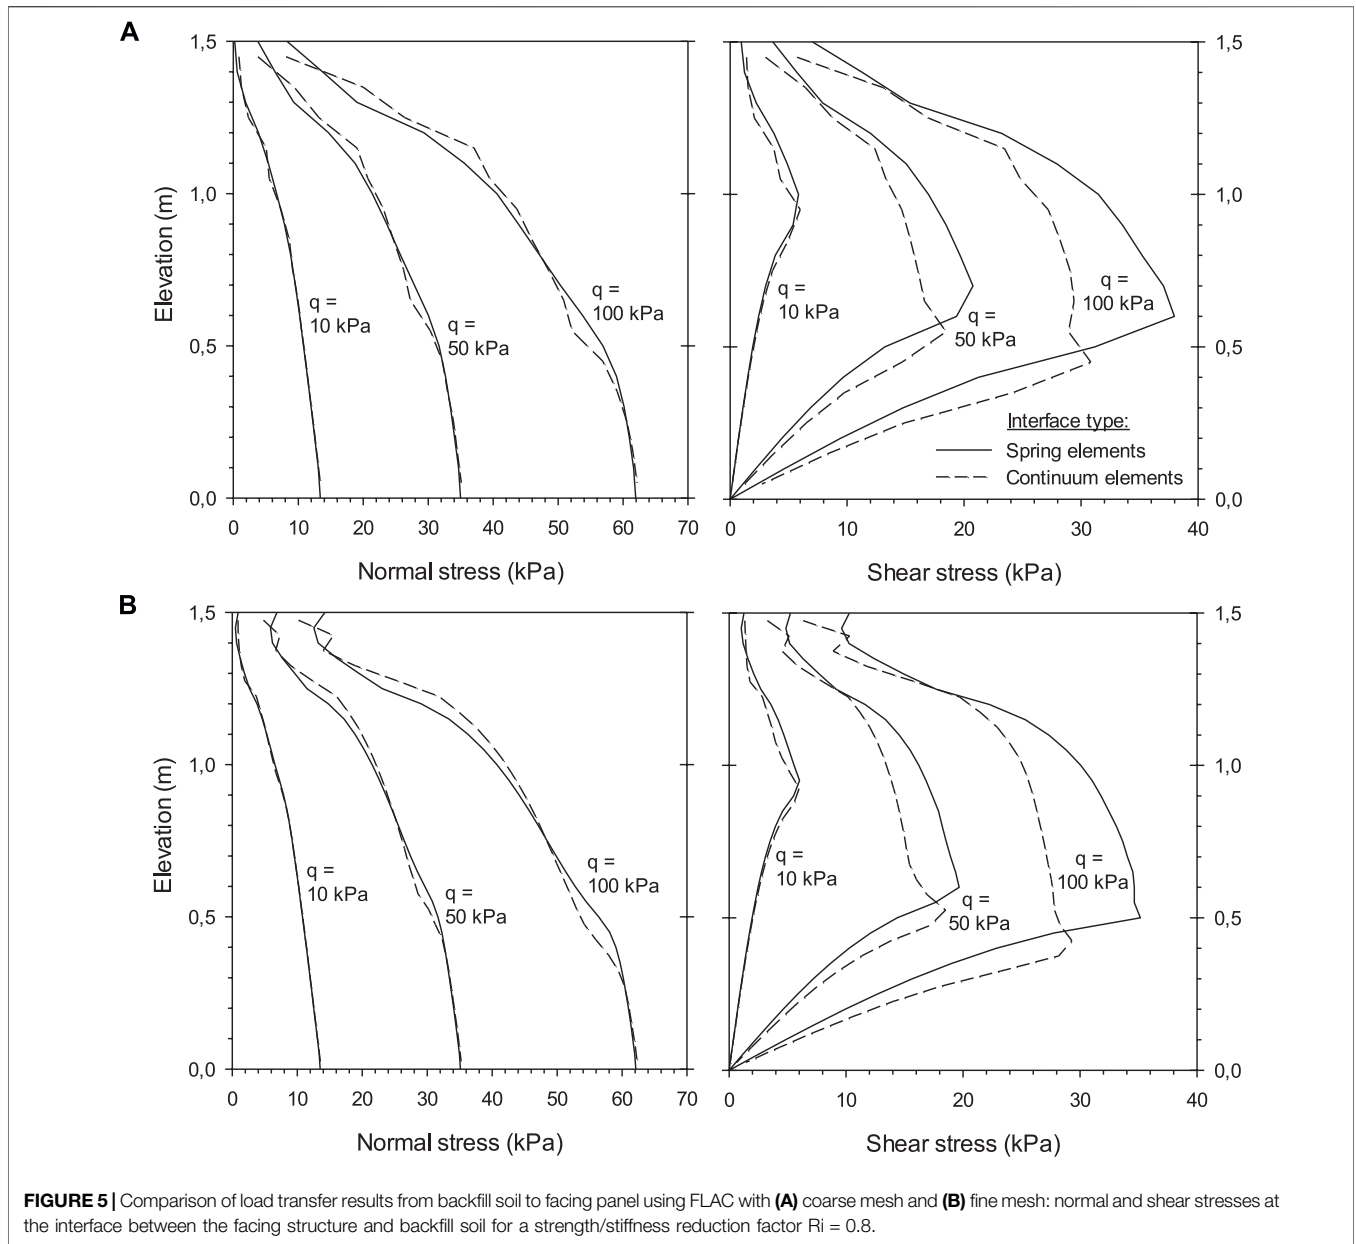 A
1,5
1,0
0,5
0,0
Elevation (m)
q =
10 kPa
q =
50 kPa
q =
100 kPa
0 10 20 30 40 50 60 70
Normal stress (kPa)
q =
10 kPa
q =
50 kPa
q =
100 kPa
Interface type:
Spring elements
Continuum elements
1,5
1,0
0,5
0,0
0 10 20 30 40
Shear stress (kPa)
B
1,5
1,0
0,5
0,0
Elevation (m)
q =
10 kPa
q =
50 kPa
q =
100 kPa
0 10 20 30 40 50 60 70
Normal stress (kPa)
q =
10 kPa
q =
50 kPa
q =
100 kPa
1,5
1,0
0,5
0,0
0 10 20 30 40
Shear stress (kPa)
FIGURE 5 | Comparison of load transfer results from backfill soil to facing panel using FLAC with (A) coarse mesh and (B) fine mesh: normal and shear stresses at
the interface between the facing structure and backfill soil for a strength/stiffness reduction factor Ri = 0.8.